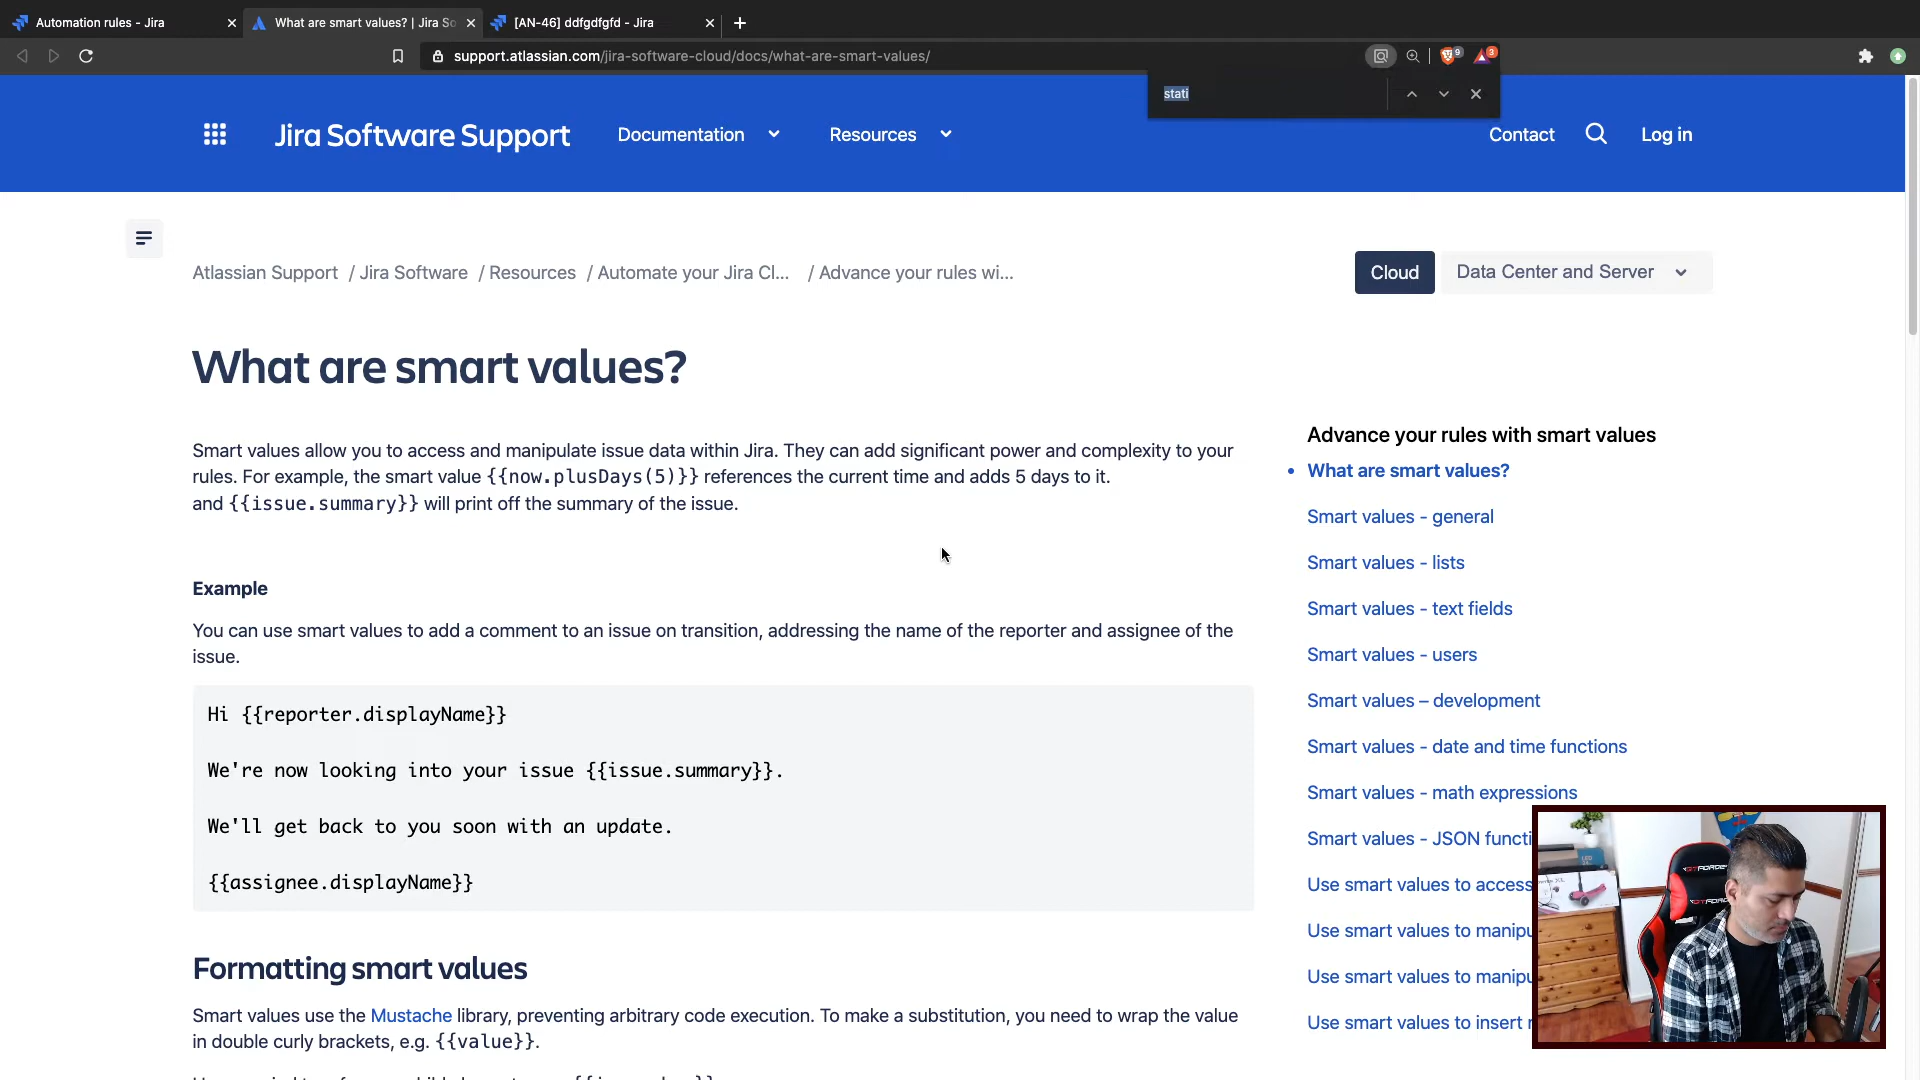 Automation rules - Jira
What are smart values? | Jira So
[AN-46] ddfgdfgfd - Jira
support.atlassian.com/jira-software-cloud/docs/what-are-smart-values/
9
3
stati
Jira Software Support
Documentation
Resources
Contact
Log in
Atlassian Support / Jira Software / Resources / Automate your Jira Cl... / Advance your rules wi...
Cloud
Data Center and Server
What are smart values?
Smart values allow you to access and manipulate issue data within Jira. They can add significant power and complexity to your
rules. For example, the smart value {{now.plusDays(5)}} references the current time and adds 5 days to it.
and {{issue.summary}} will print off the summary of the issue.
Example
You can use smart values to add a comment to an issue on transition, addressing the name of the reporter and assignee of the
issue.
Hi {{reporter.displayName}}
We're now looking into your issue {{issue.summary}}.
We'll get back to you soon with an update.
{{assignee.displayName}}
Formatting smart values
Smart values use the Mustache library, preventing arbitrary code execution. To make a substitution, you need to wrap the value
in double curly brackets, e.g. {{value}}.
Advance your rules with smart values
What are smart values?
Smart values - general
Smart values - lists
Smart values - text fields
Smart values - users
Smart values – development
Smart values - date and time functions
Smart values - math expressions
Smart values - JSON functi
Use smart values to access
Use smart values to manipu
Use smart values to manipu
Use smart values to insert